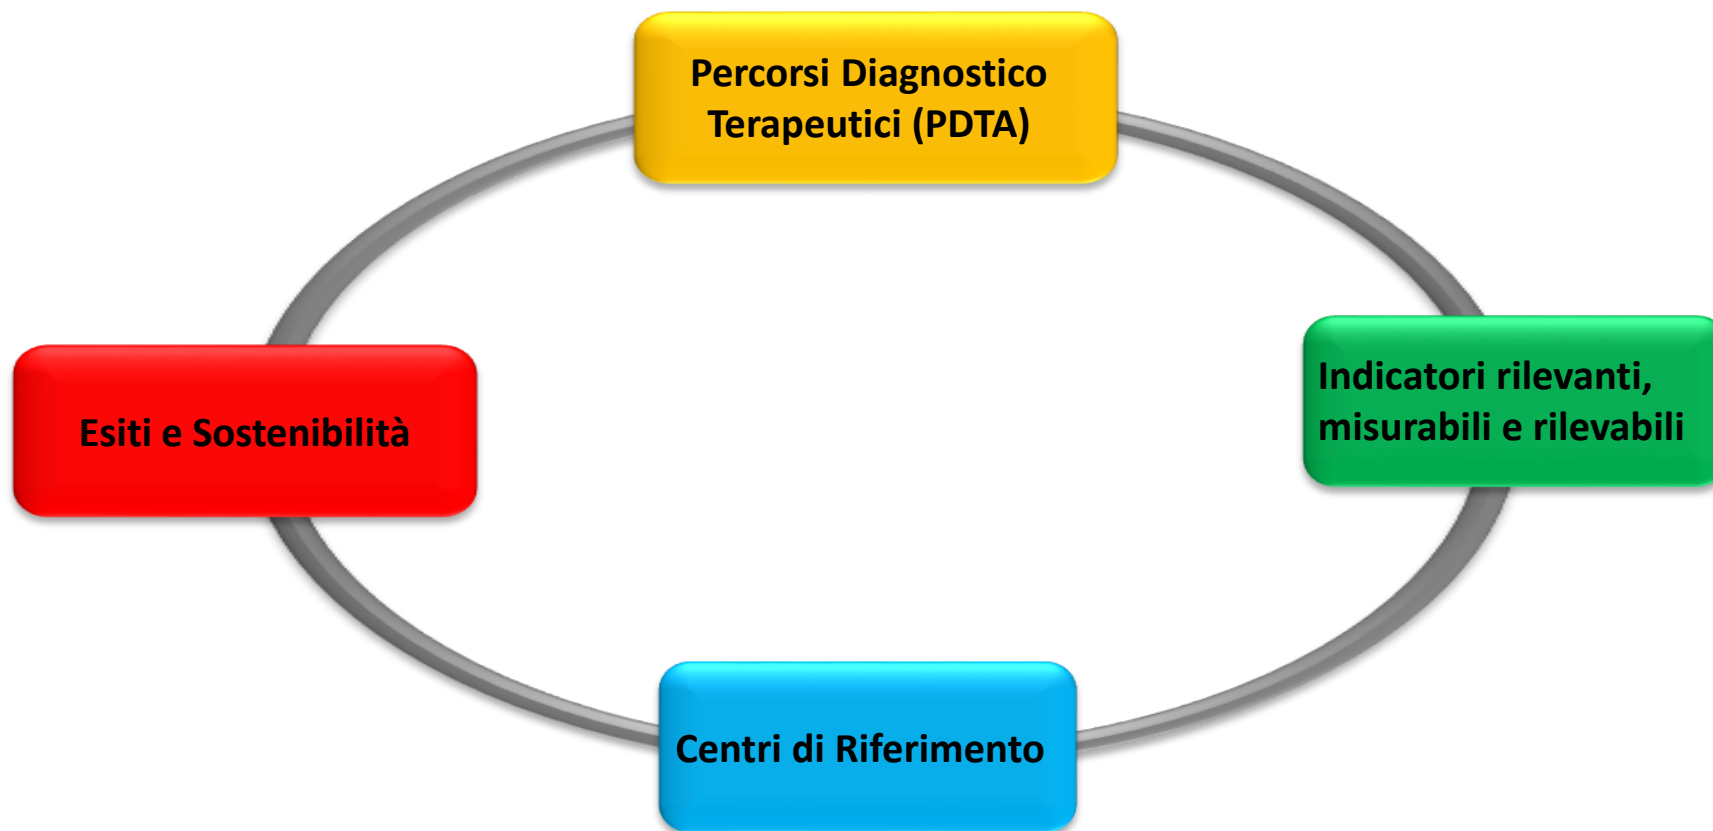 Percorsi Diagnostico
Terapeutici (PDTA)
Indicatori rilevanti,
misurabili e rilevabili
Esiti e Sostenibilità
Centri di Riferimento